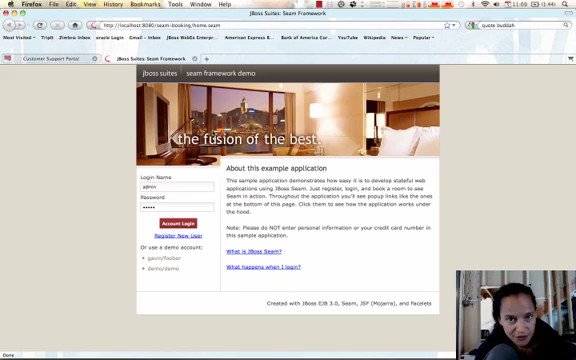 Firefox File Edit View History Bookmarks Tools Window Help
11:09 (1:44)
JBoss Suites: Seam Framework
http://localhost:8080/seam-booking/home.seam
quote buddah
Most Visited Tripit Zimbra Inbox oracle Login Gmail - Inbox JBoss WebEx Enterpr... American Express B... Bank of America Cor... YouTube Wikipedia News Popular
Customer Support Portal
JBoss Suites: Seam Framework
jboss suites | seam framework demo
the fusion of the best.
Login Name
admin
Password
•••••
Account Login
Register New User
Or use a demo account:
gavin/foobar
demo/demo
About this example application
This sample application demonstrates how easy it is to develop stateful web
applications using JBoss Seam. Just register, login, and book a room to see
Seam in action. Throughout the application you'll see popup links like the ones
at the bottom of this page. Click them to see how the application works under
the hood.
Note: Please do NOT enter personal information or your credit card number in
this sample application.
What is JBoss Seam?
What happens when I login?
Created with JBoss EJB 3.0, Seam, JSF (Mojarra), and Facelets
Done